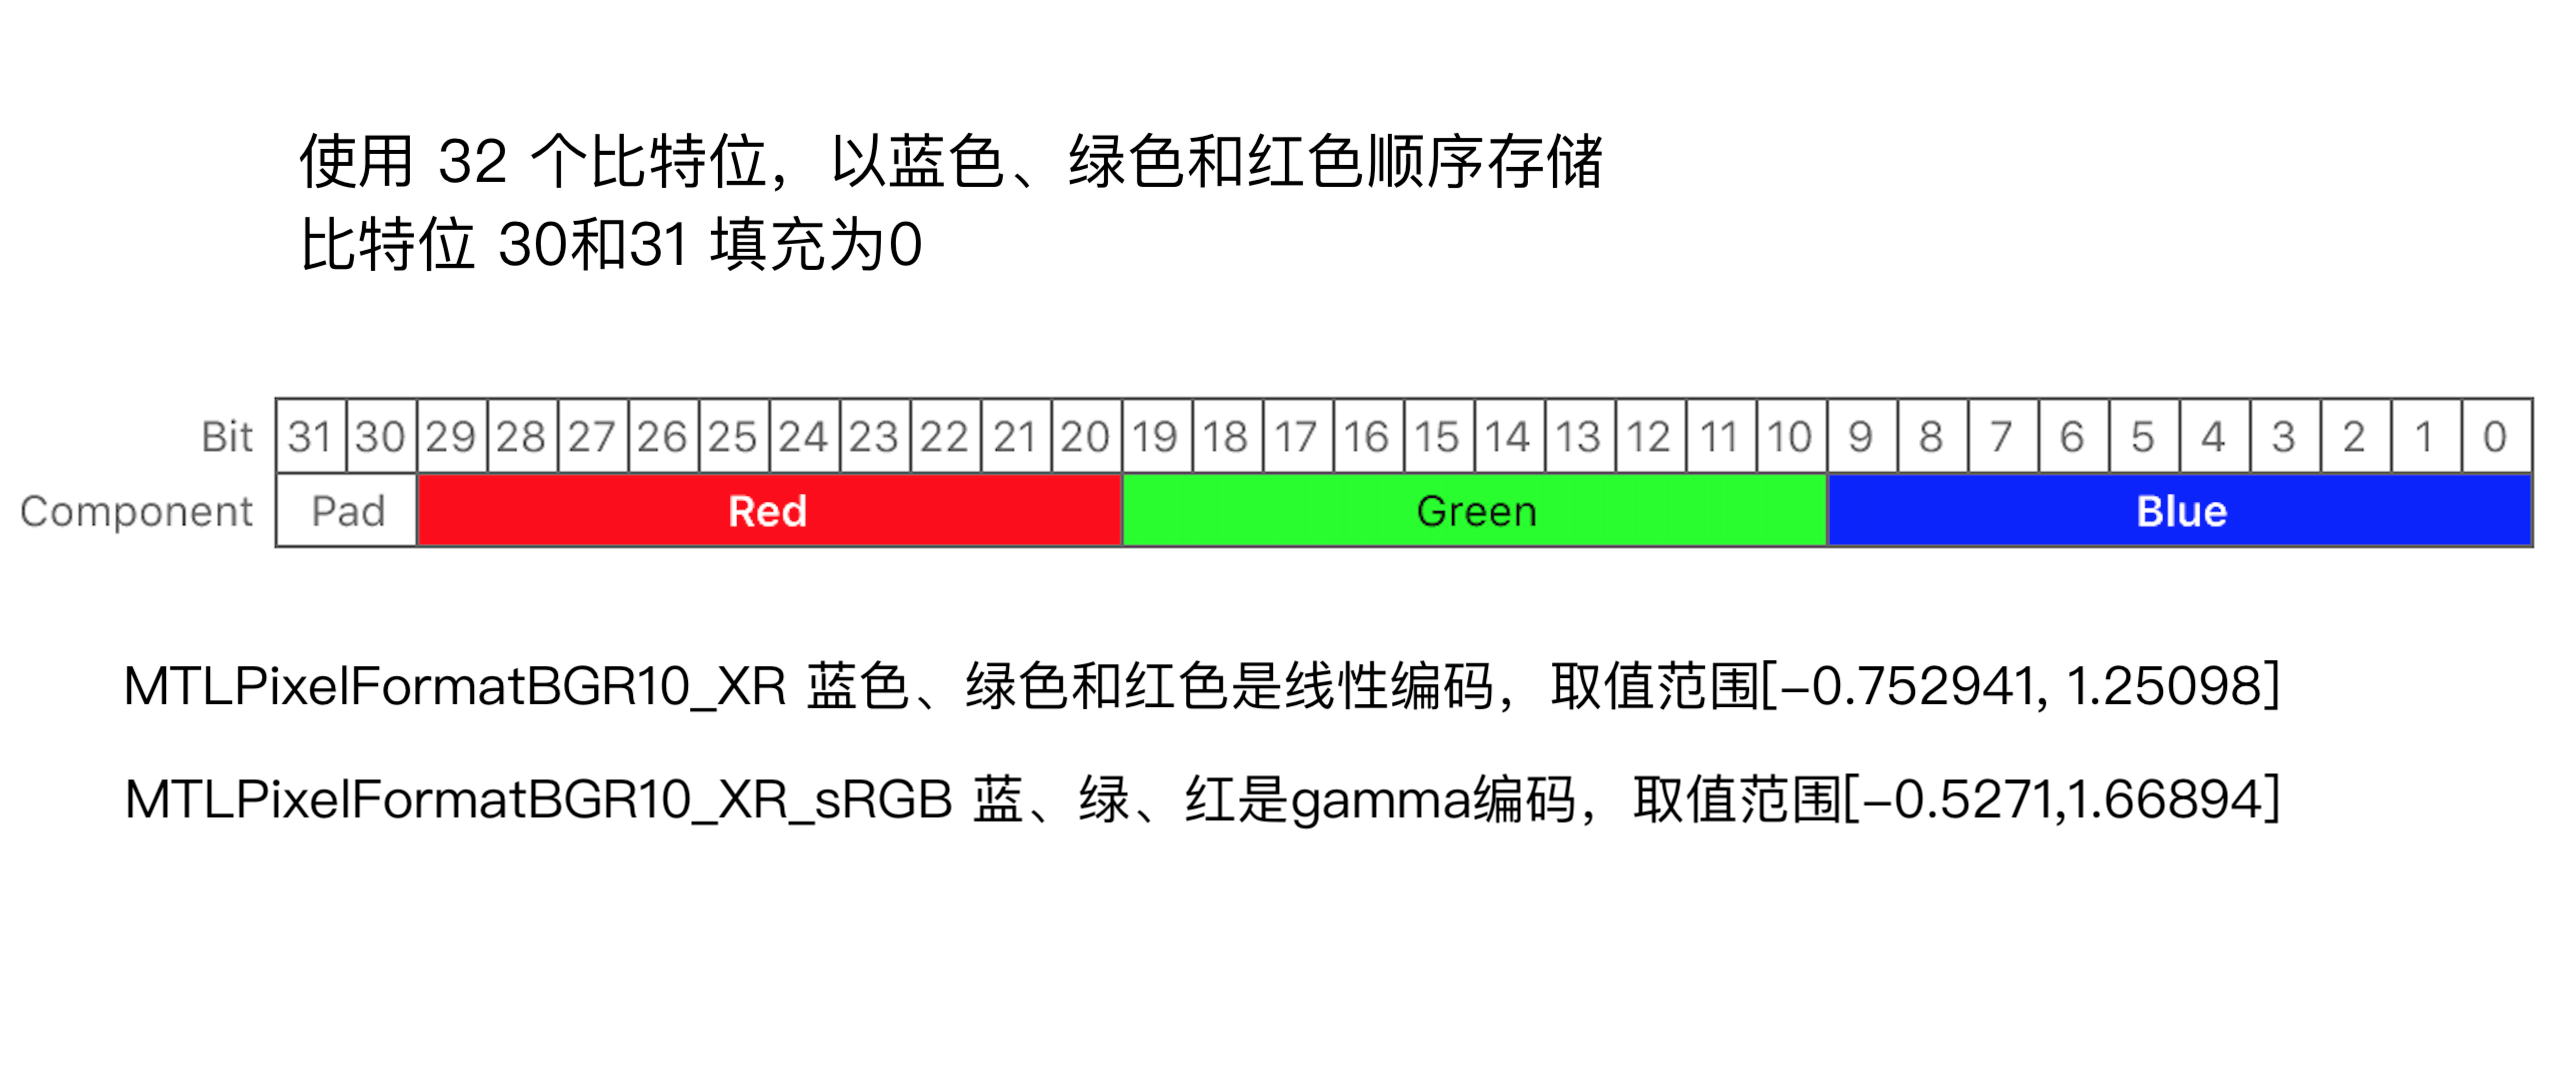 使用 32 个比特位，以蓝色、绿色和红色顺序存储
比特位 30和31 填充为0
Bit 31 30 29 28 27 26 25 24 23 22 21 20 19 18 17 16 15 14 13 12 11 10 9 8 7 6 5 4 3 2 1 0
Component Pad Red Green Blue
MTLPixelFormatBGR10_XR 蓝色、绿色和红色是线性编码，取值范围[-0.752941, 1.25098]
MTLPixelFormatBGR10_XR_sRGB 蓝、绿、红是gamma编码，取值范围[-0.5271,1.66894]